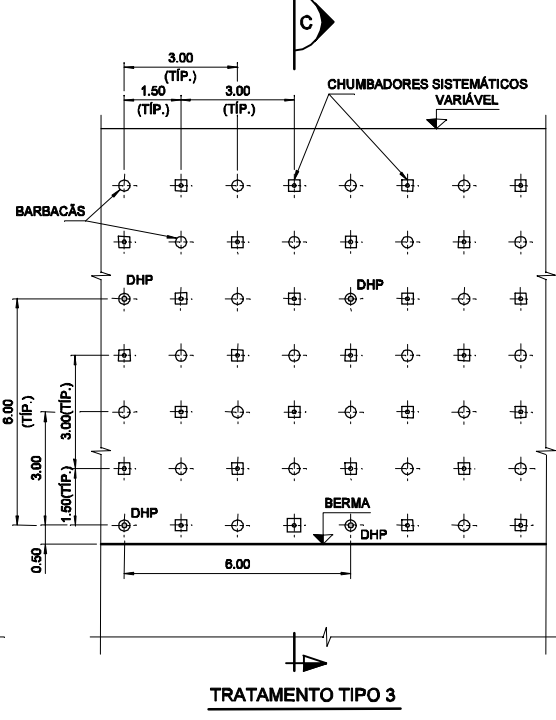 C
3.00
(TÍP.)
1.50
(TÍP.)
3.00
(TÍP.)
CHUMBADORES SISTEMÁTICOS
VARIÁVEL
BARBACÃS
DHP
DHP
6.00
(TÍP.)
3.00
3.00(TÍP.)
1.50(TÍP.)
0.50
DHP
BERMA
DHP
6.00
TRATAMENTO TIPO 3